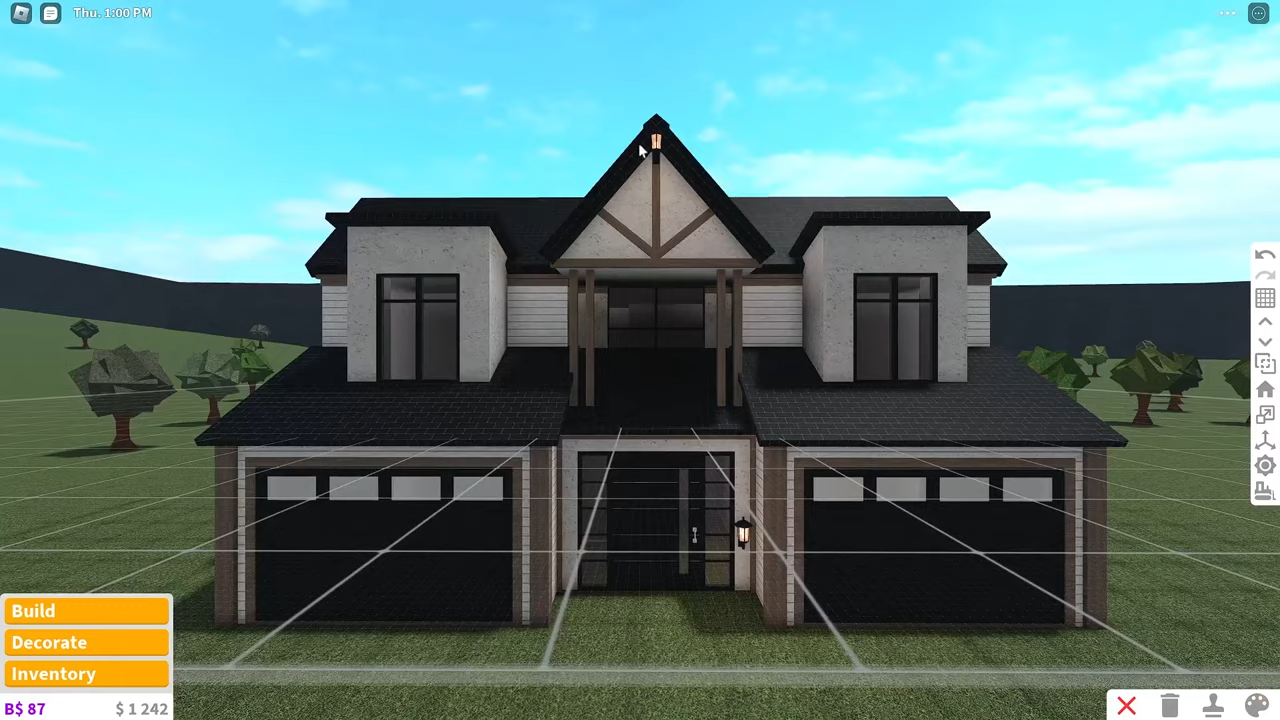 Thu. 1:00 PM
Build
Decorate
Inventory
B$ 87 $ 1 242